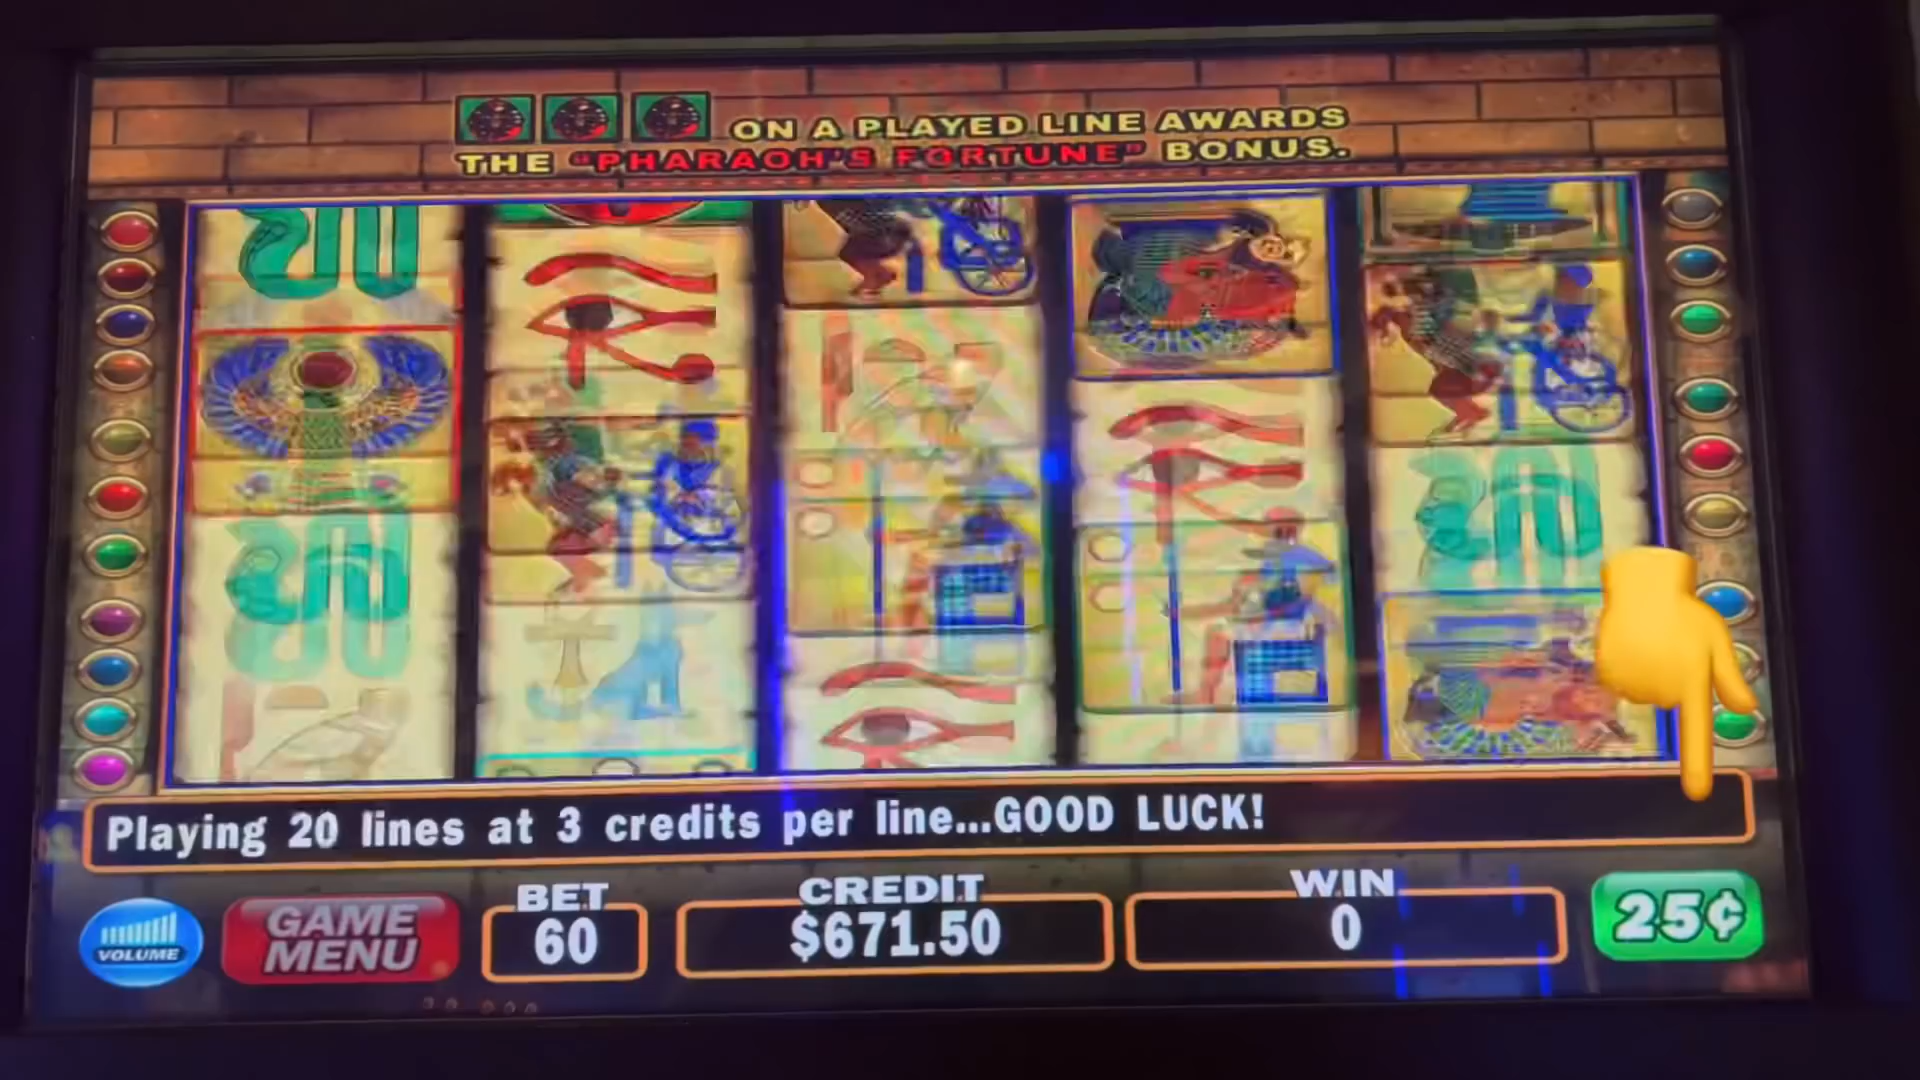 ON A PLAYED LINE AWARDS
THE "PHARAOH'S FORTUNE" BONUS.
Playing 20 lines at 3 credits per line...GOOD LUCK!
BET
CREDIT
WIN
VOLUME
GAME
MENU
60
$671.50
0
25¢